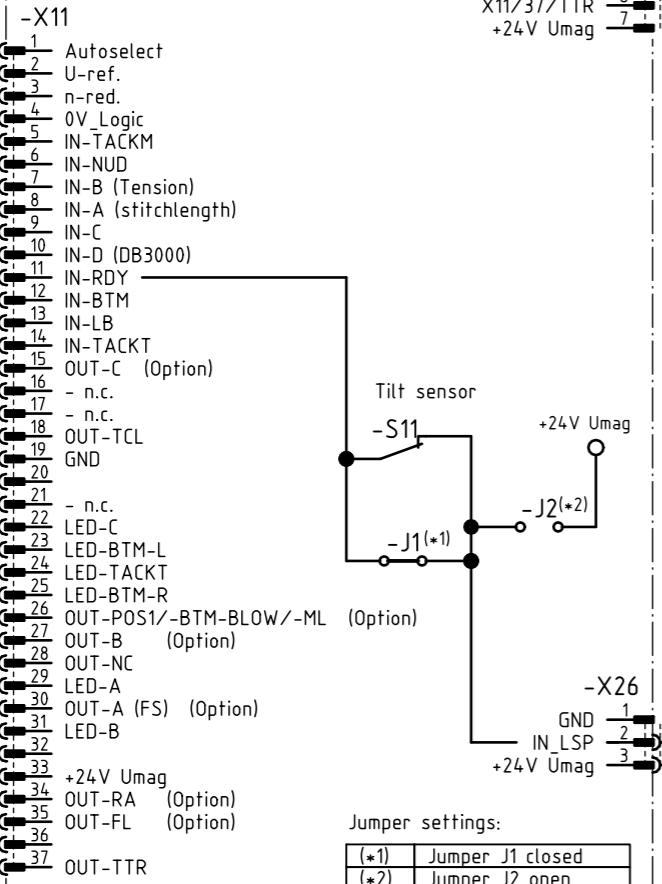 -X11
1 Autoselect
2 U-ref.
3 n-red.
4 0V_Logic
5 IN-TACKM
6 IN-NUD
7 IN-B (Tension)
8 IN-A (stitchlength)
9 IN-C
10 IN-D (DB3000)
11 IN-RDY
12 IN-BTM
13 IN-LB
14 IN-TACKT
15 OUT-C (Option)
16 - n.c.
17 - n.c.
18 OUT-TCL
19 GND
20
21 - n.c.
22 LED-C
23 LED-BTM-L
24 LED-TACKT
25 LED-BTM-R
26 OUT-POS1/-BTM-BLOW/-ML (Option)
27 OUT-B (Option)
28 OUT-NC
29 LED-A
30 OUT-A (FS) (Option)
31 LED-B
32
33 +24V Umag
34 OUT-RA (Option)
35 OUT-FL (Option)
36
37 OUT-TTR
X11/37/TTR
+24V Umag 7
Tilt sensor
-S11
+24V Umag
-J2(*2)
-J1(*1)
-X26
GND 1
IN_LSP 2
+24V Umag 3
Jumper settings:
(*1) Jumper J1 closed
(*2) Jumper J2 open